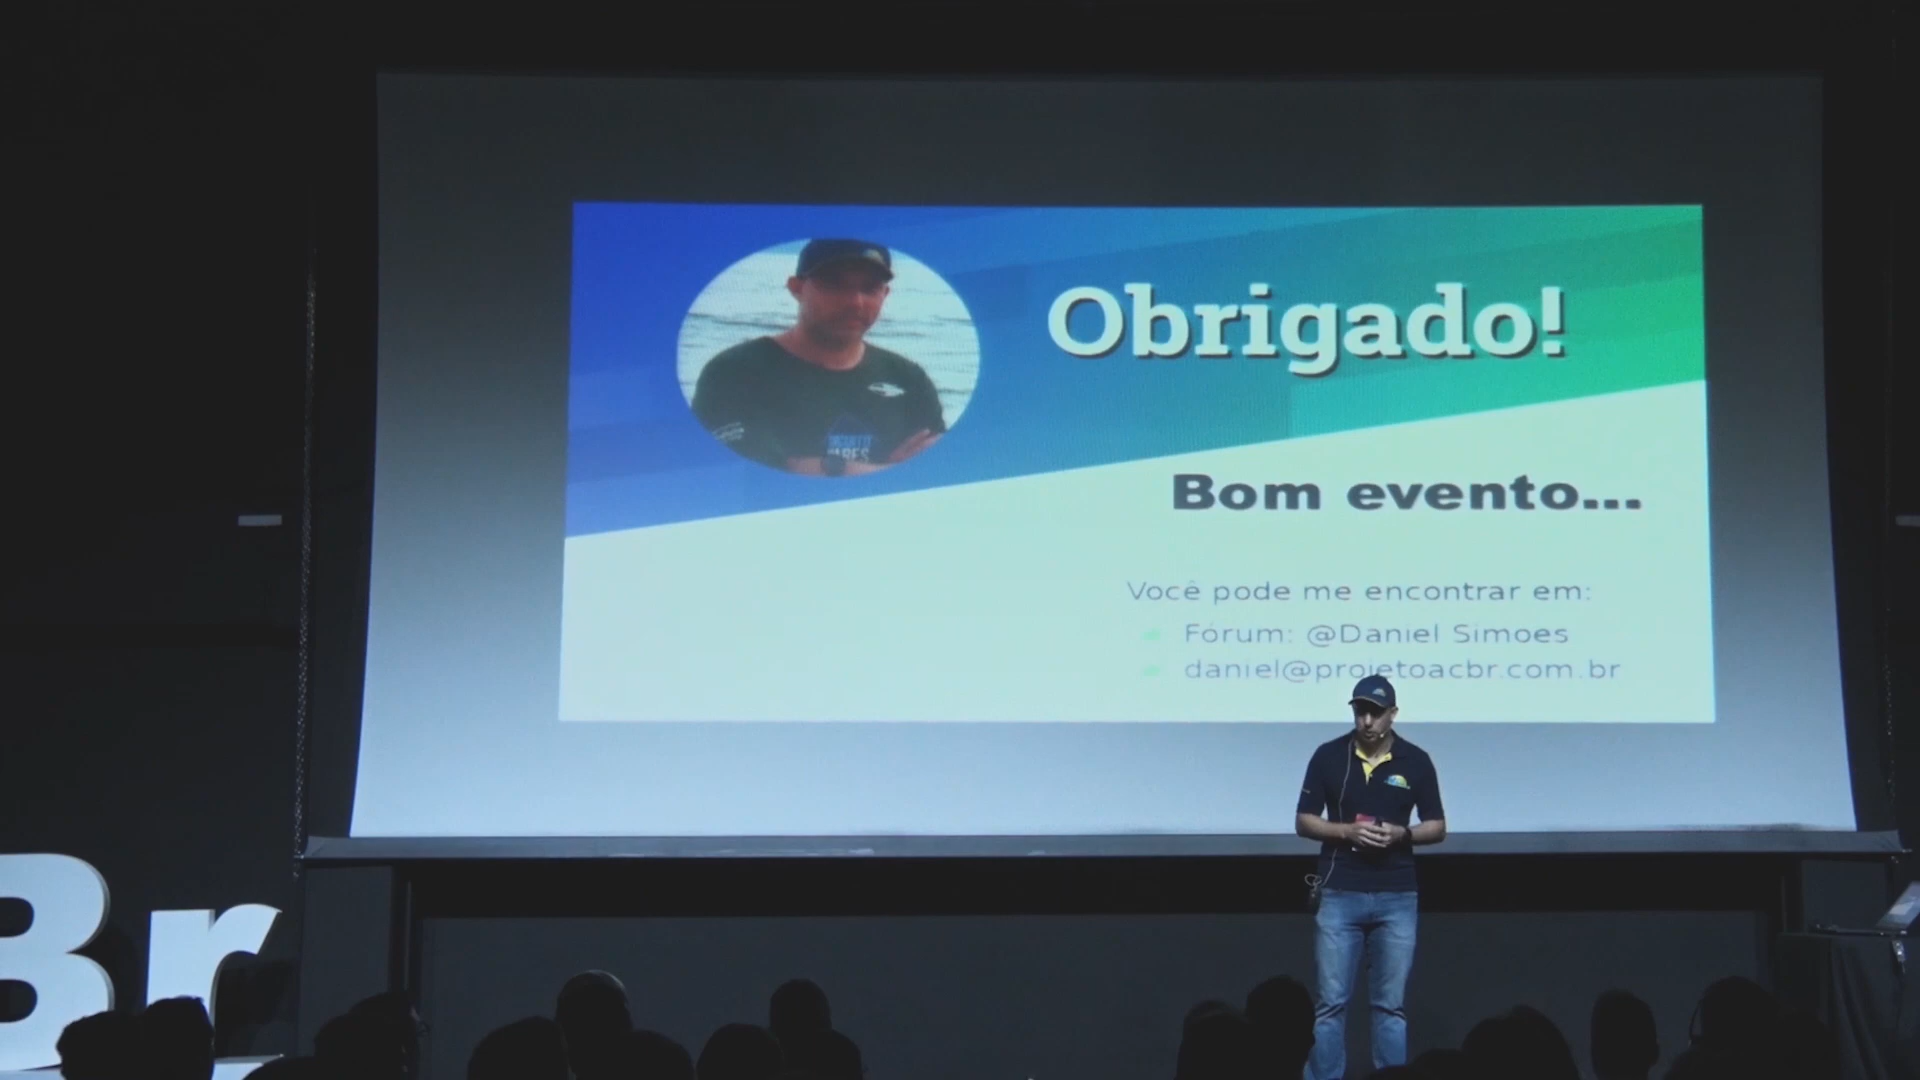 Obrigado!
Bom evento...
Você pode me encontrar em:
Fórum: @Daniel Simoes
daniel@projetoacbr.com.br
Br